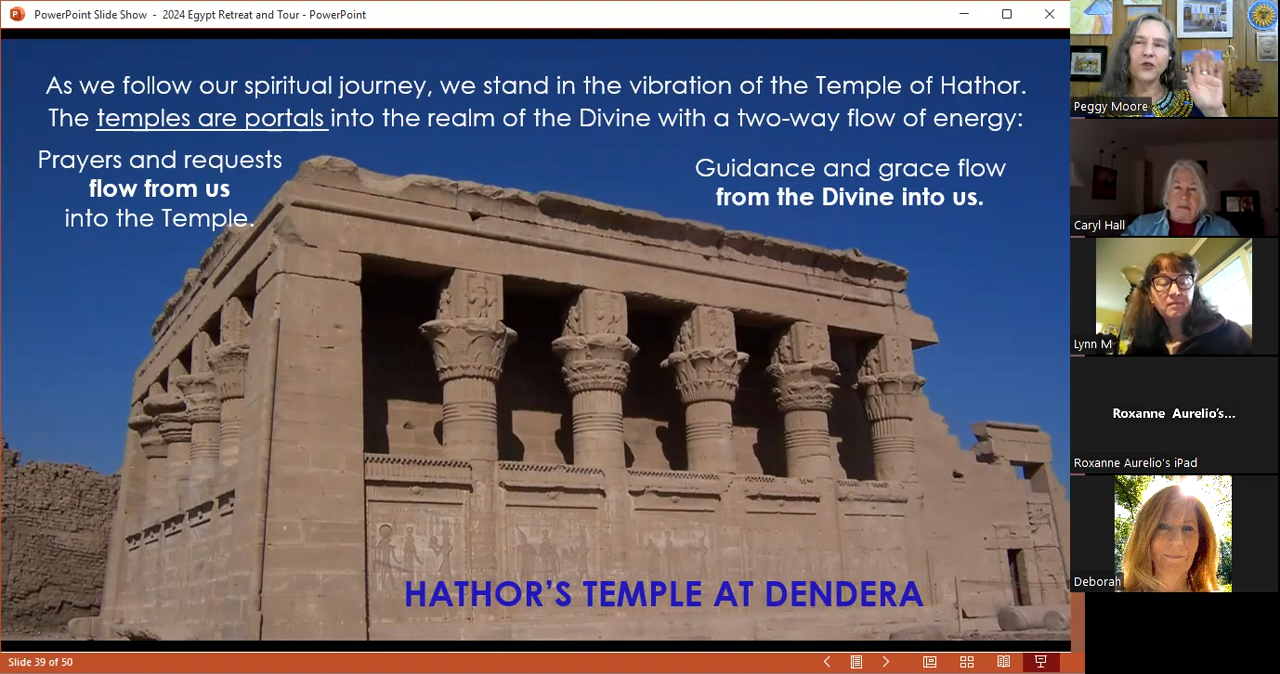 PowerPoint Slide Show - 2024 Egypt Retreat and Tour - PowerPoint
As we follow our spiritual journey, we stand in the vibration of the Temple of Hathor.
The temples are portals into the realm of the Divine with a two-way flow of energy:
Prayers and requests
flow from us
into the Temple.
Guidance and grace flow
from the Divine into us.
HATHOR'S TEMPLE AT DENDERA
Slide 39 of 50
Peggy Moore
Caryl Hall
Lynn M
Roxanne Aurelio's...
Roxanne Aurelio's iPad
Deborah